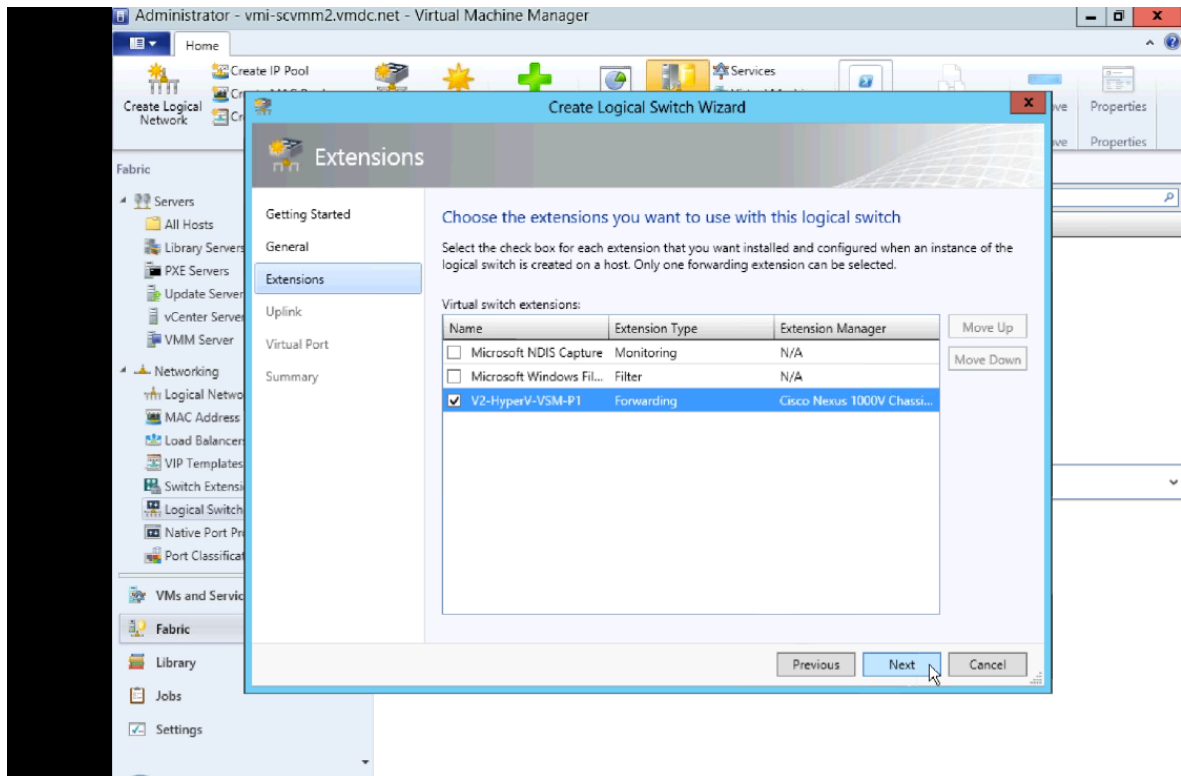 Administrator - vmi-scvmm2.vmdc.net - Virtual Machine Manager
Home
Create IP Pool
Services
Create Logical
Network
Properties
Properties
Create Logical Switch Wizard
Extensions
Fabric
Servers
All Hosts
Library Servers
PXE Servers
Update Server
vCenter Server
VMM Server
Networking
Logical Netwo
MAC Address
Load Balancer
VIP Templates
Switch Extensi
Logical Switch
Native Port Pr
Port Classificat
VMs and Servic
Fabric
Library
Jobs
Settings
Getting Started
General
Extensions
Uplink
Virtual Port
Summary
Choose the extensions you want to use with this logical switch
Select the check box for each extension that you want installed and configured when an instance of the
logical switch is created on a host. Only one forwarding extension can be selected.
Virtual switch extensions:
Name Extension Type Extension Manager
Microsoft NDIS Capture Monitoring N/A
Microsoft Windows Fil... Filter N/A
V2-HyperV-VSM-P1 Forwarding Cisco Nexus 1000V Chassi...
Move Up
Move Down
Previous Next Cancel